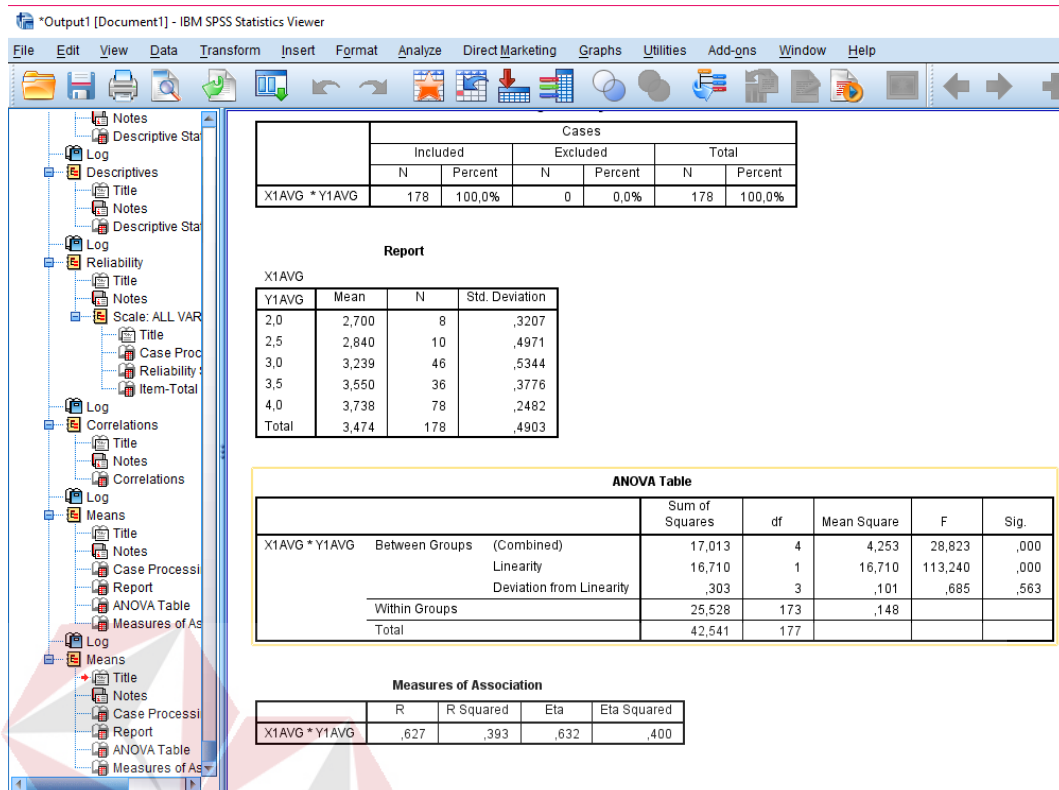 *Output1 [Document1] - IBM SPSS Statistics Viewer
File Edit View Data Transform Insert Format Analyze Direct Marketing Graphs Utilities Add-ons Window Help
Notes
Descriptive Sta
Log
Descriptives
Title
Notes
Descriptive Sta
Log
Reliability
Title
Notes
Scale: ALL VAR
Title
Case Proc
Reliability
Item-Total
Log
Correlations
Title
Notes
Correlations
Log
Means
Title
Notes
Case Processi
Report
ANOVA Table
Measures of As
Log
Means
Title
Notes
Case Processi
Report
ANOVA Table
Measures of As
Cases
Included Excluded Total
N Percent N Percent N Percent
X1AVG * Y1AVG 178 100,0% 0 0,0% 178 100,0%
Report
X1AVG
Y1AVG Mean N Std. Deviation
2,0 2,700 8 ,3207
2,5 2,840 10 ,4971
3,0 3,239 46 ,5344
3,5 3,550 36 ,3776
4,0 3,738 78 ,2482
Total 3,474 178 ,4903
ANOVA Table
Sum of
Squares df Mean Square F Sig.
X1AVG * Y1AVG Between Groups (Combined) 17,013 4 4,253 28,823 ,000
Linearity 16,710 1 16,710 113,240 ,000
Deviation from Linearity ,303 3 ,101 ,685 ,563
Within Groups 25,528 173 ,148
Total 42,541 177
Measures of Association
R R Squared Eta Eta Squared
X1AVG * Y1AVG ,627 ,393 ,632 ,400